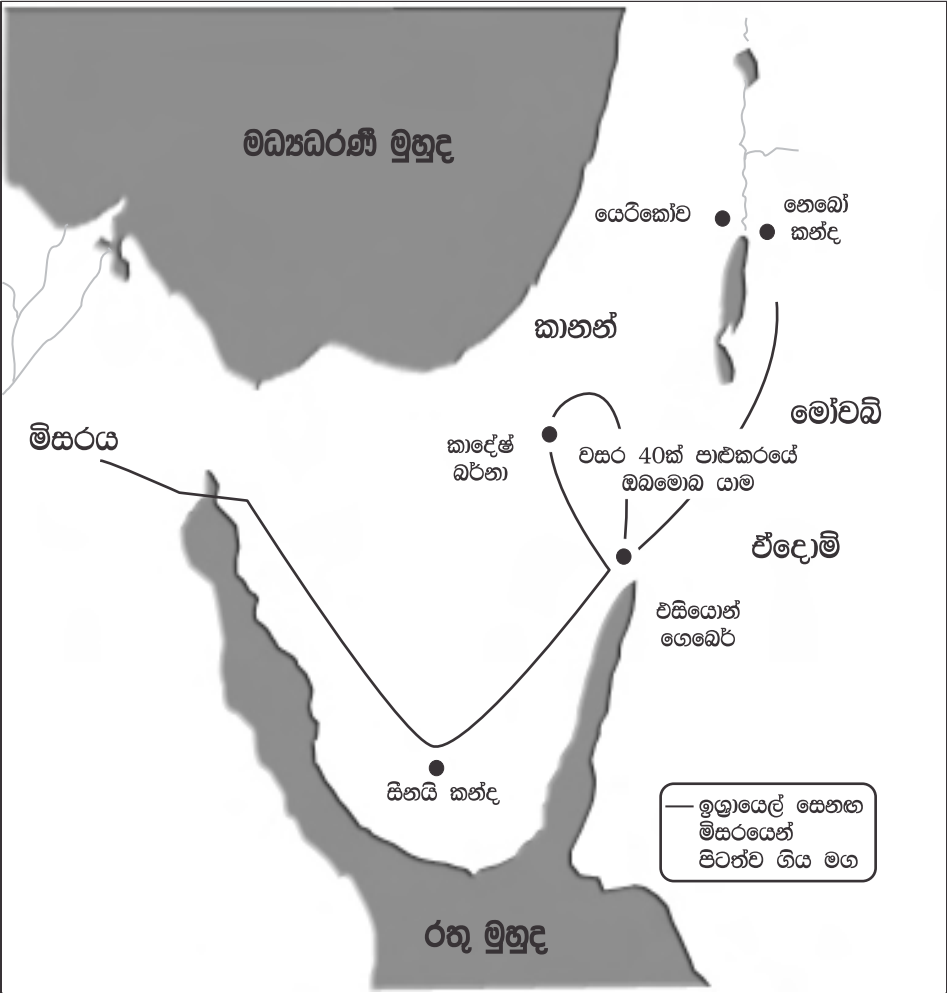 මධ්‍යධරණී මුහුද
යෙරිකෝව
නෙබෝ
කන්ද
කානන්
මෝවබ්
මිසරය
කාදේෂ්
බර්නා
වසර 40ක් පාළුකරයේ
ඔබමොබ යාම
ඒදොම්
එසියොන්
ගෙබෙර්
සීනයි කන්ද
ඉශ්‍රායෙල් සෙනඟ
මිසරයෙන්
පිටත්ව ගිය මග
රතු මුහුද